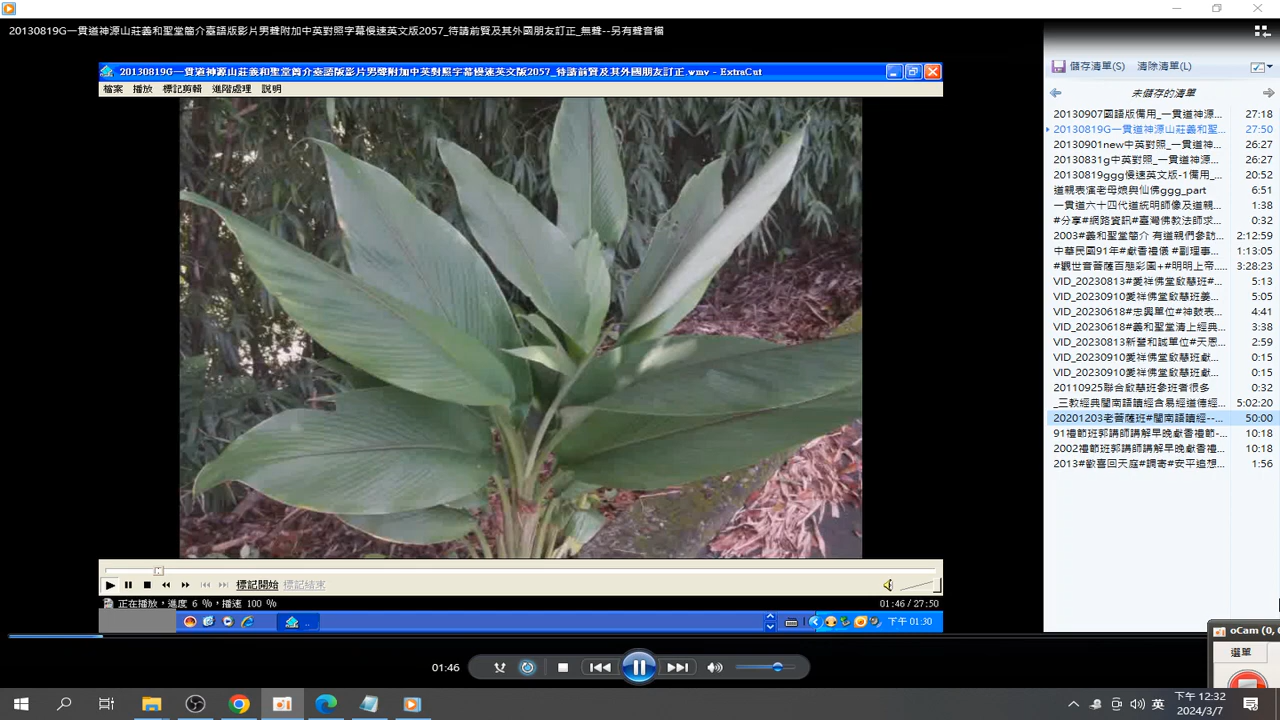 20130819G一貫道神源山莊義和聖堂簡介臺語版影片男聲附加中英對照字幕慢速英文版2057_待請前賢及其外國朋友訂正_無聲--另有聲音檔
20130819G一貫道神源山莊義和聖堂簡介臺語版影片男聲附加中英對照字幕慢速英文版2057_待請前賢及其外國朋友訂正.wmv - ExtraCut
檔案 播放 標記剪輯 進階處理 說明
標記開始 標記結束
正在播放，進度 6 %，播速 100 %
01:46 / 27:50
下午 01:30
01:46
儲存清單(S) 清除清單(L)
未儲存的清單
20130907國語版備用_一貫道神源... 27:18
20130819G一貫道神源山莊義和聖... 27:50
20130901new中英對照_一貫道神... 26:27
20130831g中英對照_一貫道神源... 26:27
20130819ggg慢速英文版-1備用_... 20:52
道親表演老母娘與仙佛ggg_part 6:51
一貫道六十四代道統明師像及道親... 1:38
#分享#網路資訊#臺灣佛教法師求... 0:32
2003#義和聖堂簡介 有道親們參訪... 2:12:59
中華民國91年#獻香禮儀 #副理事... 1:13:05
#觀世音菩薩百態彩圖+#明明上帝... 3:28:23
VID_20230813#愛祥佛堂啟慧班#... 5:13
VID_20230910愛祥佛堂啟慧班姜... 5:05
VID_20230618#忠興單位#神鼓表... 4:41
VID_20230618#義和聖堂濤上經典... 3:38
VID_20230813新營和誠單位#天恩... 2:59
VID_20230910愛祥佛堂啟慧班獻... 0:15
VID_20230910愛祥佛堂啟慧班獻... 0:15
20110925聯合啟慧班參班者很多 0:32
_三教經典閩南語讀經含易經道德經... 5:02:20
20201203老菩薩班#閩南語讀經--... 50:00
91禮節班郭講師講解早晚獻香禮節-... 10:18
2002禮節班郭講師講解早晚獻香禮... 10:18
2013#歡喜回天庭#調寄#安平追想... 1:56
oCam (0, 
選單
英
下午 12:32
2024/3/7